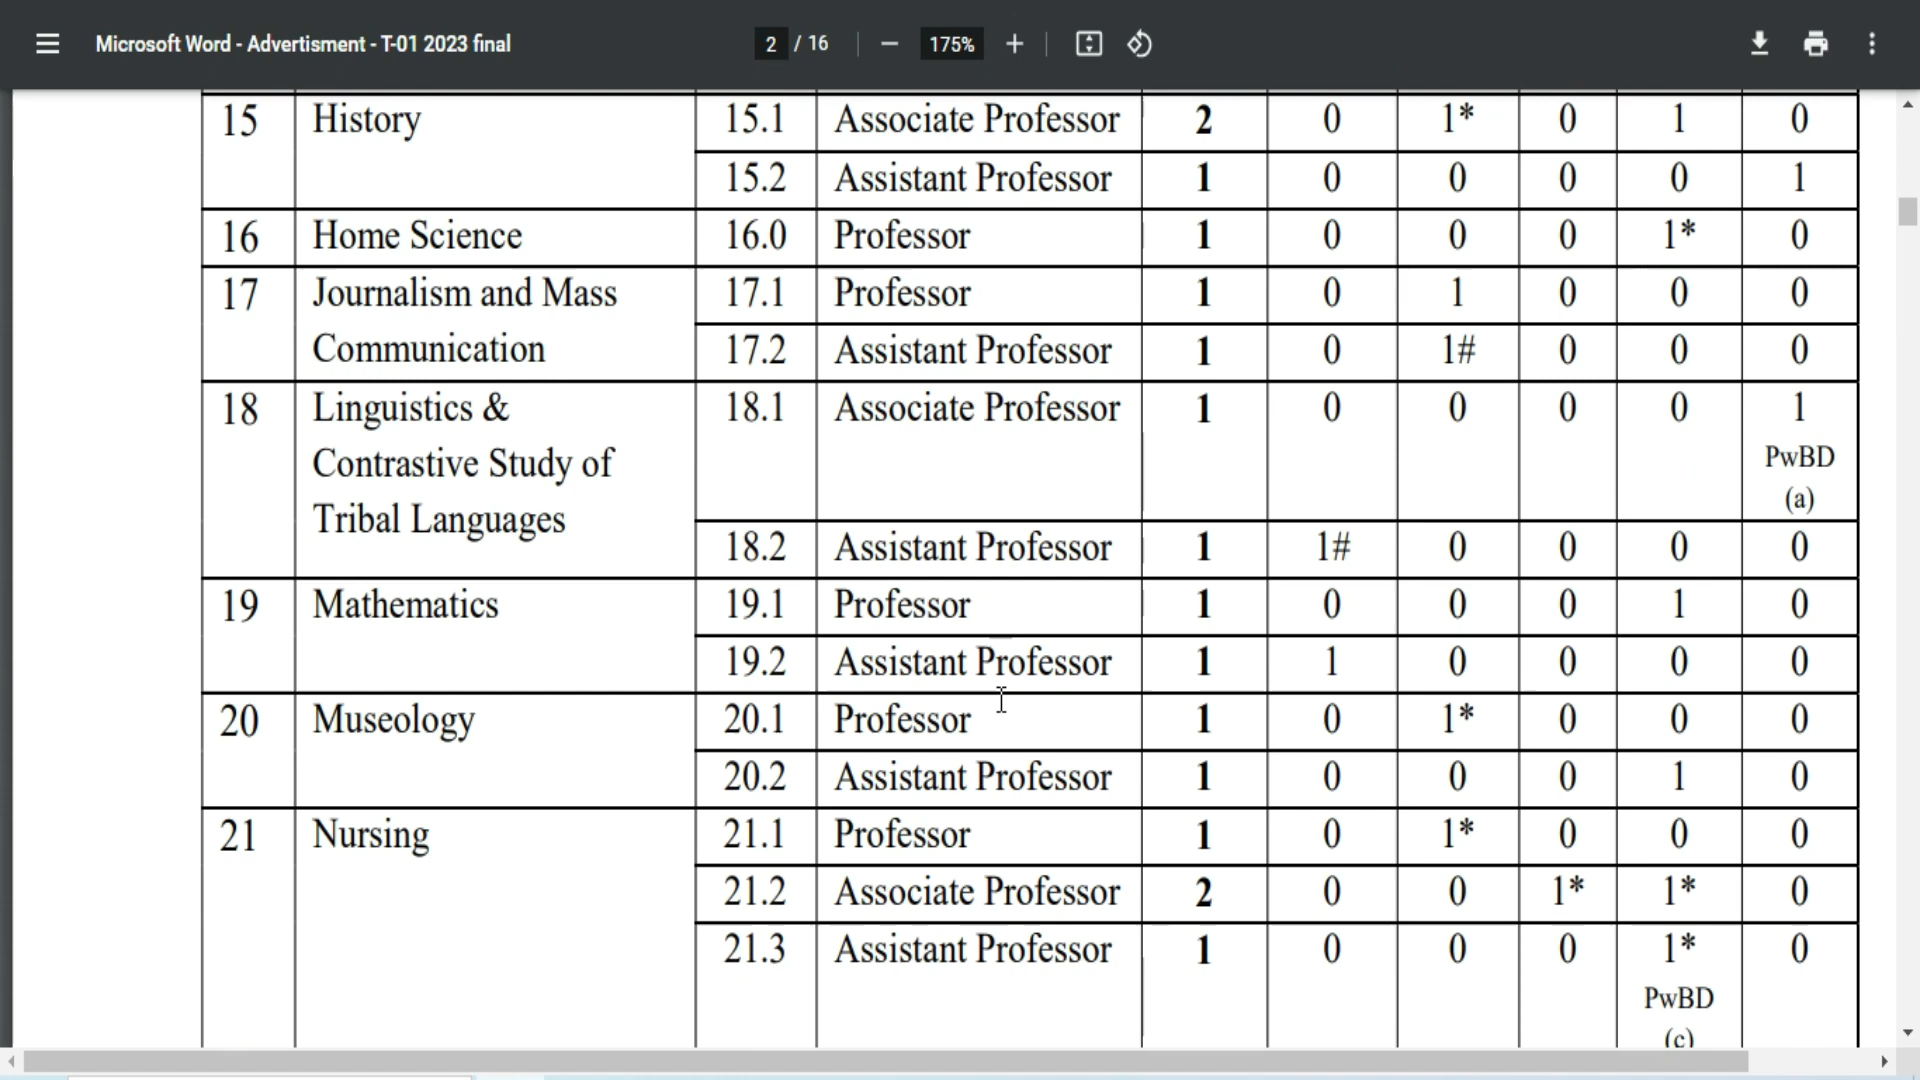 Microsoft Word - Advertisment - T-01 2023 final 2 / 16 175%
15 History 15.1 Associate Professor 2 0 1* 0 1 0
15.2 Assistant Professor 1 0 0 0 0 1
16 Home Science 16.0 Professor 1 0 0 0 1* 0
17 Journalism and Mass 17.1 Professor 1 0 1 0 0 0
Communication 17.2 Assistant Professor 1 0 1# 0 0 0
18 Linguistics & 18.1 Associate Professor 1 0 0 0 0 1
Contrastive Study of PwBD
(a)
Tribal Languages
18.2 Assistant Professor 1 1# 0 0 0 0
19 Mathematics 19.1 Professor 1 0 0 0 1 0
19.2 Assistant Professor 1 1 0 0 0 0
20 Museology 20.1 Professor 1 0 1* 0 0 0
20.2 Assistant Professor 1 0 0 0 1 0
21 Nursing 21.1 Professor 1 0 1* 0 0 0
21.2 Associate Professor 2 0 0 1* 1* 0
21.3 Assistant Professor 1 0 0 0 1* 0
PwBD
(c)